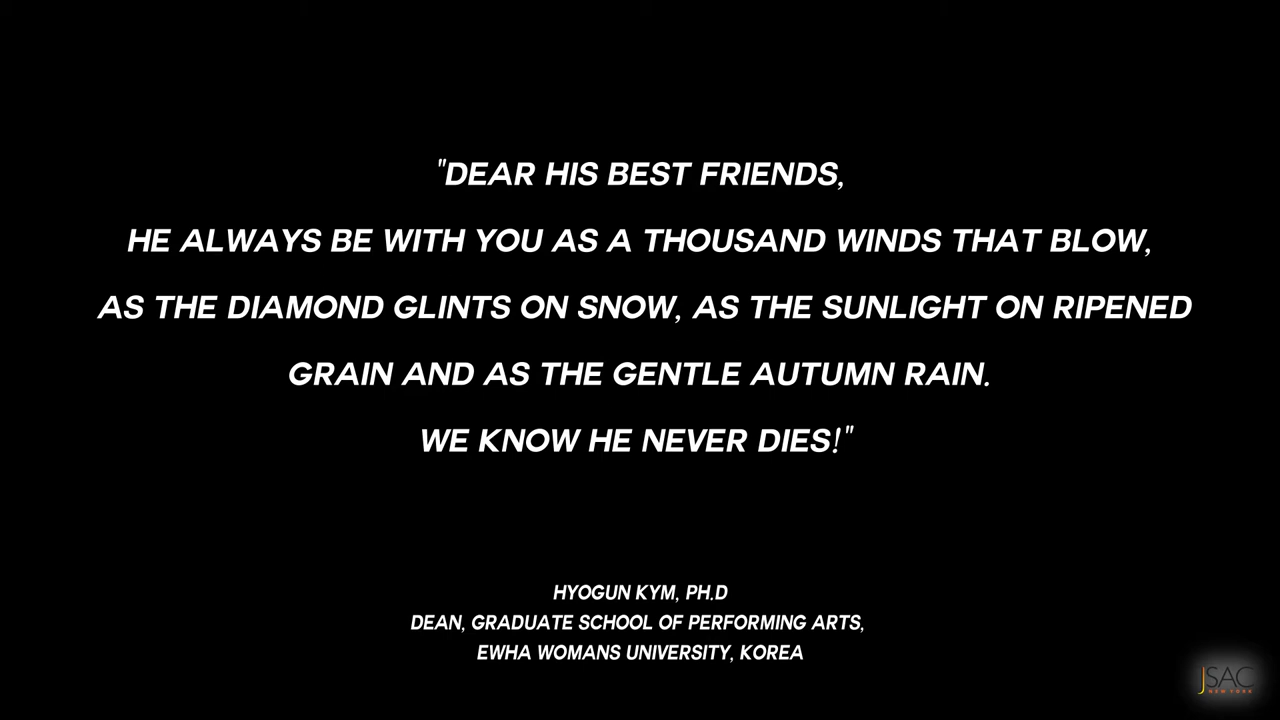 "DEAR HIS BEST FRIENDS,
HE ALWAYS BE WITH YOU AS A THOUSAND WINDS THAT BLOW,
AS THE DIAMOND GLINTS ON SNOW, AS THE SUNLIGHT ON RIPENED
GRAIN AND AS THE GENTLE AUTUMN RAIN.
WE KNOW HE NEVER DIES!"
HYOGUN KYM, PH.D
DEAN, GRADUATE SCHOOL OF PERFORMING ARTS,
EWHA WOMANS UNIVERSITY, KOREA
JSAC
NEW YORK